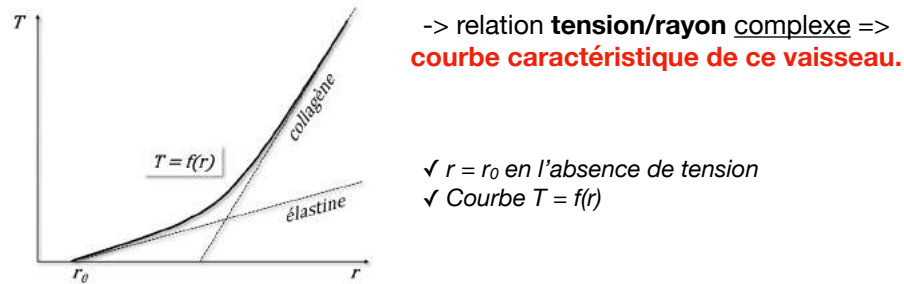 T
-> relation tension/rayon complexe =>
courbe caractéristique de ce vaisseau.
collagène
T = f(r)
✓ r = r₀ en l'absence de tension
✓ Courbe T = f(r)
élastine
r₀
r